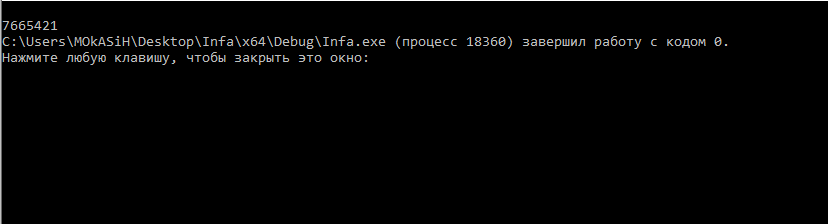 7665421
C:\Users\MOkASiH\Desktop\Infa\x64\Debug\Infa.exe (процесс 18360) завершил работу с кодом 0.
Нажмите любую клавишу, чтобы закрыть это окно: